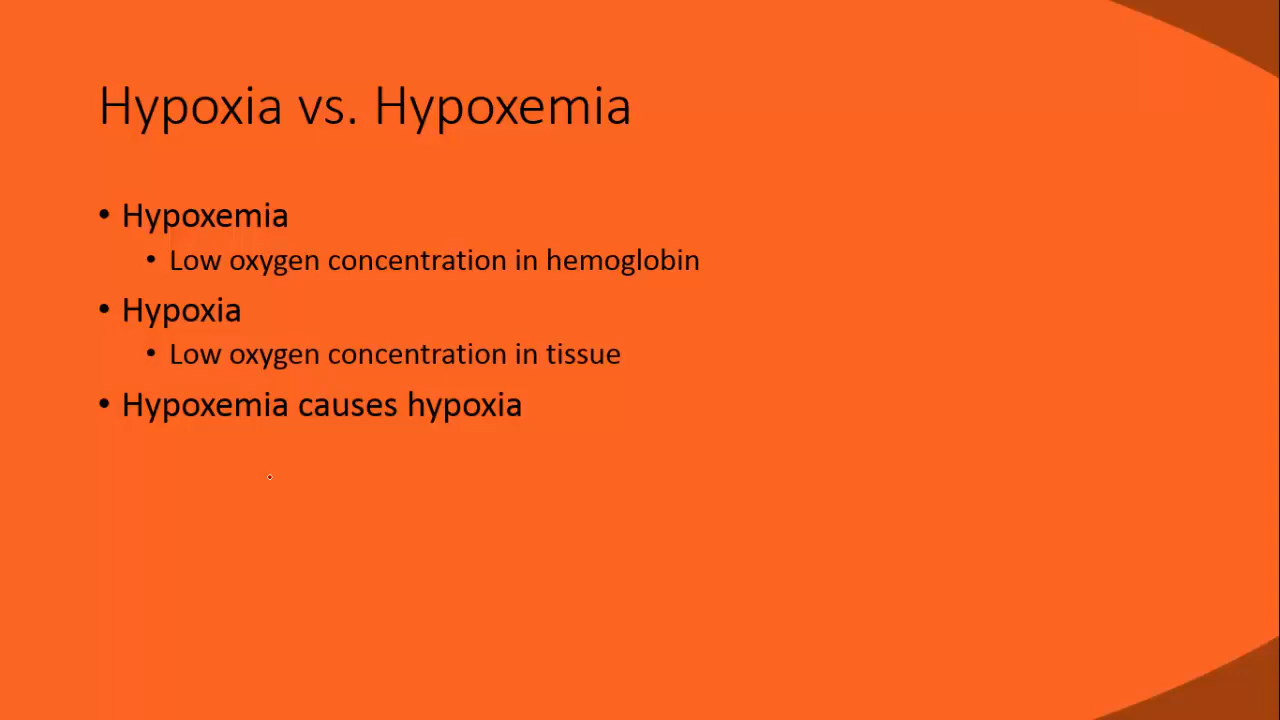 Hypoxia vs. Hypoxemia
• Hypoxemia
• Low oxygen concentration in hemoglobin
• Hypoxia
• Low oxygen concentration in tissue
• Hypoxemia causes hypoxia